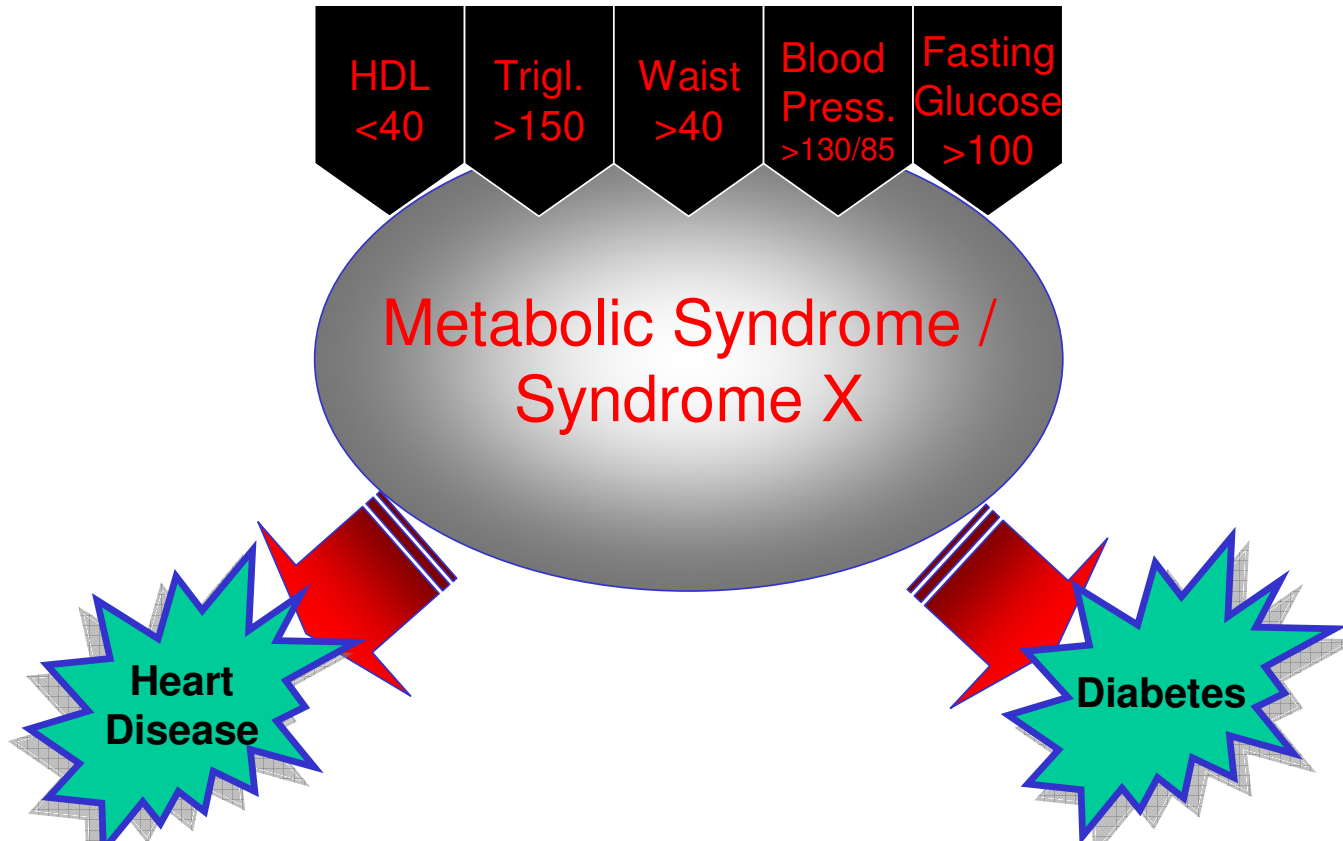 HDL
<40
Trigl.
>150
Waist
>40
Blood
Press.
>130/85
Fasting
Glucose
>100
Metabolic Syndrome /
Syndrome X
Heart
Disease
Diabetes